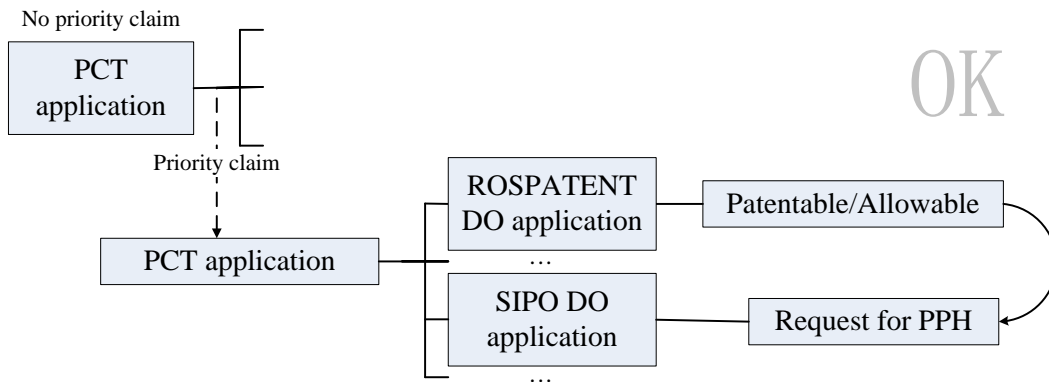 No priority claim
PCT
application
OK
Priority claim
ROSPATENT
DO application
Patentable/Allowable
PCT application
…
SIPO DO
application
Request for PPH
…